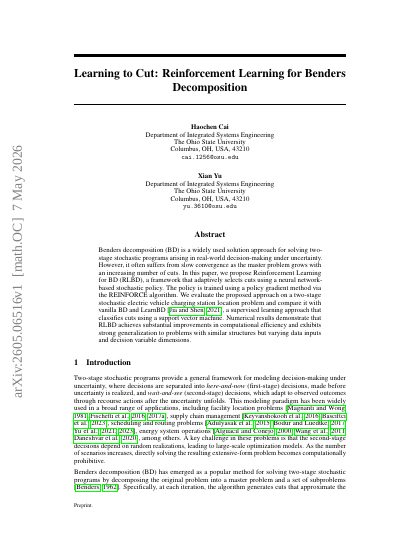 arXiv:2605.06516v1 [math.OC] 7 May 2026
Learning to Cut: Reinforcement Learning for Benders
Decomposition
Haochen Cai
Department of Integrated Systems Engineering
The Ohio State University
Columbus, OH, USA, 43210
cai.1256@osu.edu
Xian Yu
Department of Integrated Systems Engineering
The Ohio State University
Columbus, OH, USA, 43210
yu.3610@osu.edu
Abstract
Benders decomposition (BD) is a widely used solution approach for solving two-
stage stochastic programs arising in real-world decision-making under uncertainty.
However, it often suffers from slow convergence as the master problem grows with
an increasing number of cuts. In this paper, we propose Reinforcement Learning
for BD (RLBD), a framework that adaptively selects cuts using a neural network-
based stochastic policy. The policy is trained using a policy gradient method via
the REINFORCE algorithm. We evaluate the proposed approach on a two-stage
stochastic electric vehicle charging station location problem and compare it with
vanilla BD and LearnBD [Jia and Shen, 2021], a supervised learning approach that
classifies cuts using a support vector machine. Numerical results demonstrate that
RLBD achieves substantial improvements in computational efficiency and exhibits
strong generalization to problems with similar structures but varying data inputs
and decision variable dimensions.
1 Introduction
Two-stage stochastic programs provide a general framework for modeling decision-making under
uncertainty, where decisions are separated into here-and-now (first-stage) decisions, made before
uncertainty is realized, and wait-and-see (second-stage) decisions, which adapt to observed outcomes
through recourse actions after the uncertainty unfolds. This modeling paradigm has been widely
used in a broad range of applications, including facility location problems [Magnanti and Wong,
1981, Fischetti et al., 2016, 2017a], supply chain management [Keyvanshokooh et al., 2016,
et al., 2023], scheduling and routing problems [Adulyasak et al., 2015, Bodur and Luedtke, 2017,
Yu et al., 2021, 2025], energy system operations [Alguacil and Conejo, 2000, Wang et al., 2011,
Daneshvar et al., 2020], among others. A key challenge in these problems is that the second-stage
decisions depend on random realizations, leading to large-scale optimization models. As the number
of scenarios increases, directly solving the resulting extensive-form problem becomes computationally
prohibitive.
Benders decomposition (BD) has emerged as a popular method for solving two-stage stochastic
programs by decomposing the original problem into a master problem and a set of subproblems
[Benders, 1962]. Specifically, at each iteration, the algorithm generates cuts that approximate the
Preprint.